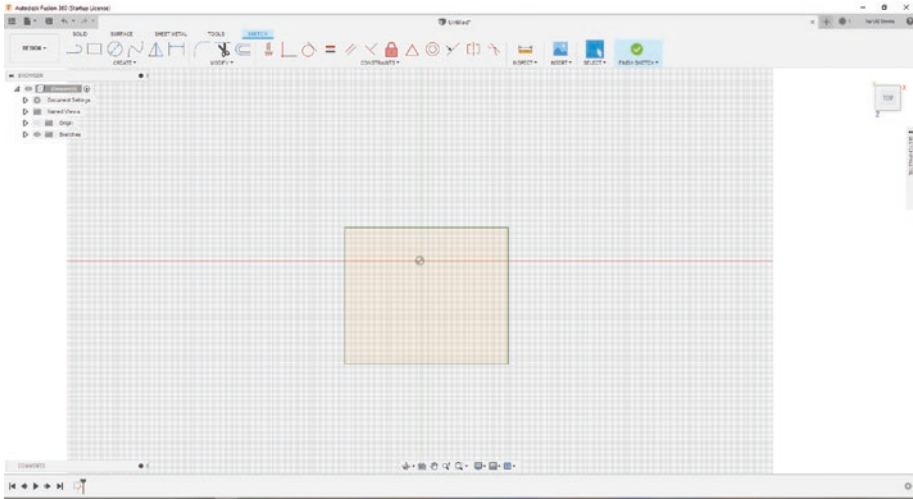 Autodesk Fusion 360 (Startup License)
Untitled*
SOLID SURFACE SHEET METAL TOOLS SKETCH
DESIGN
CREATE MODIFY CONSTRAINTS INSPECT INSERT SELECT FINISH SKETCH
BROWSER
Document Settings
Named Views
Origin
Sketches
TOP
X
Z
COMMENTS